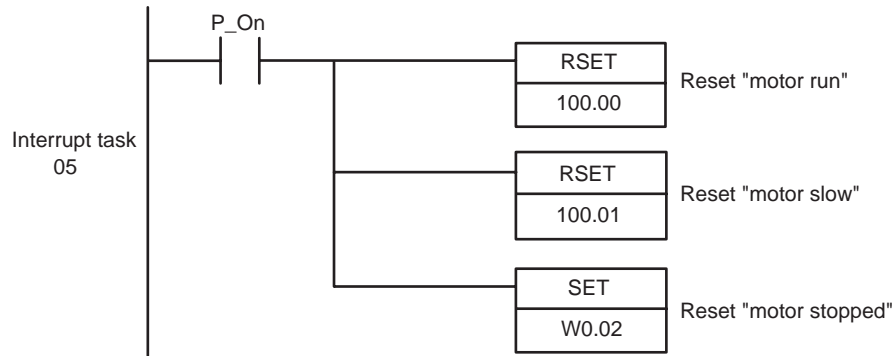 P_On
RSET
100.00
Reset "motor run"
Interrupt task
05
RSET
100.01
Reset "motor slow"
SET
W0.02
Reset "motor stopped"